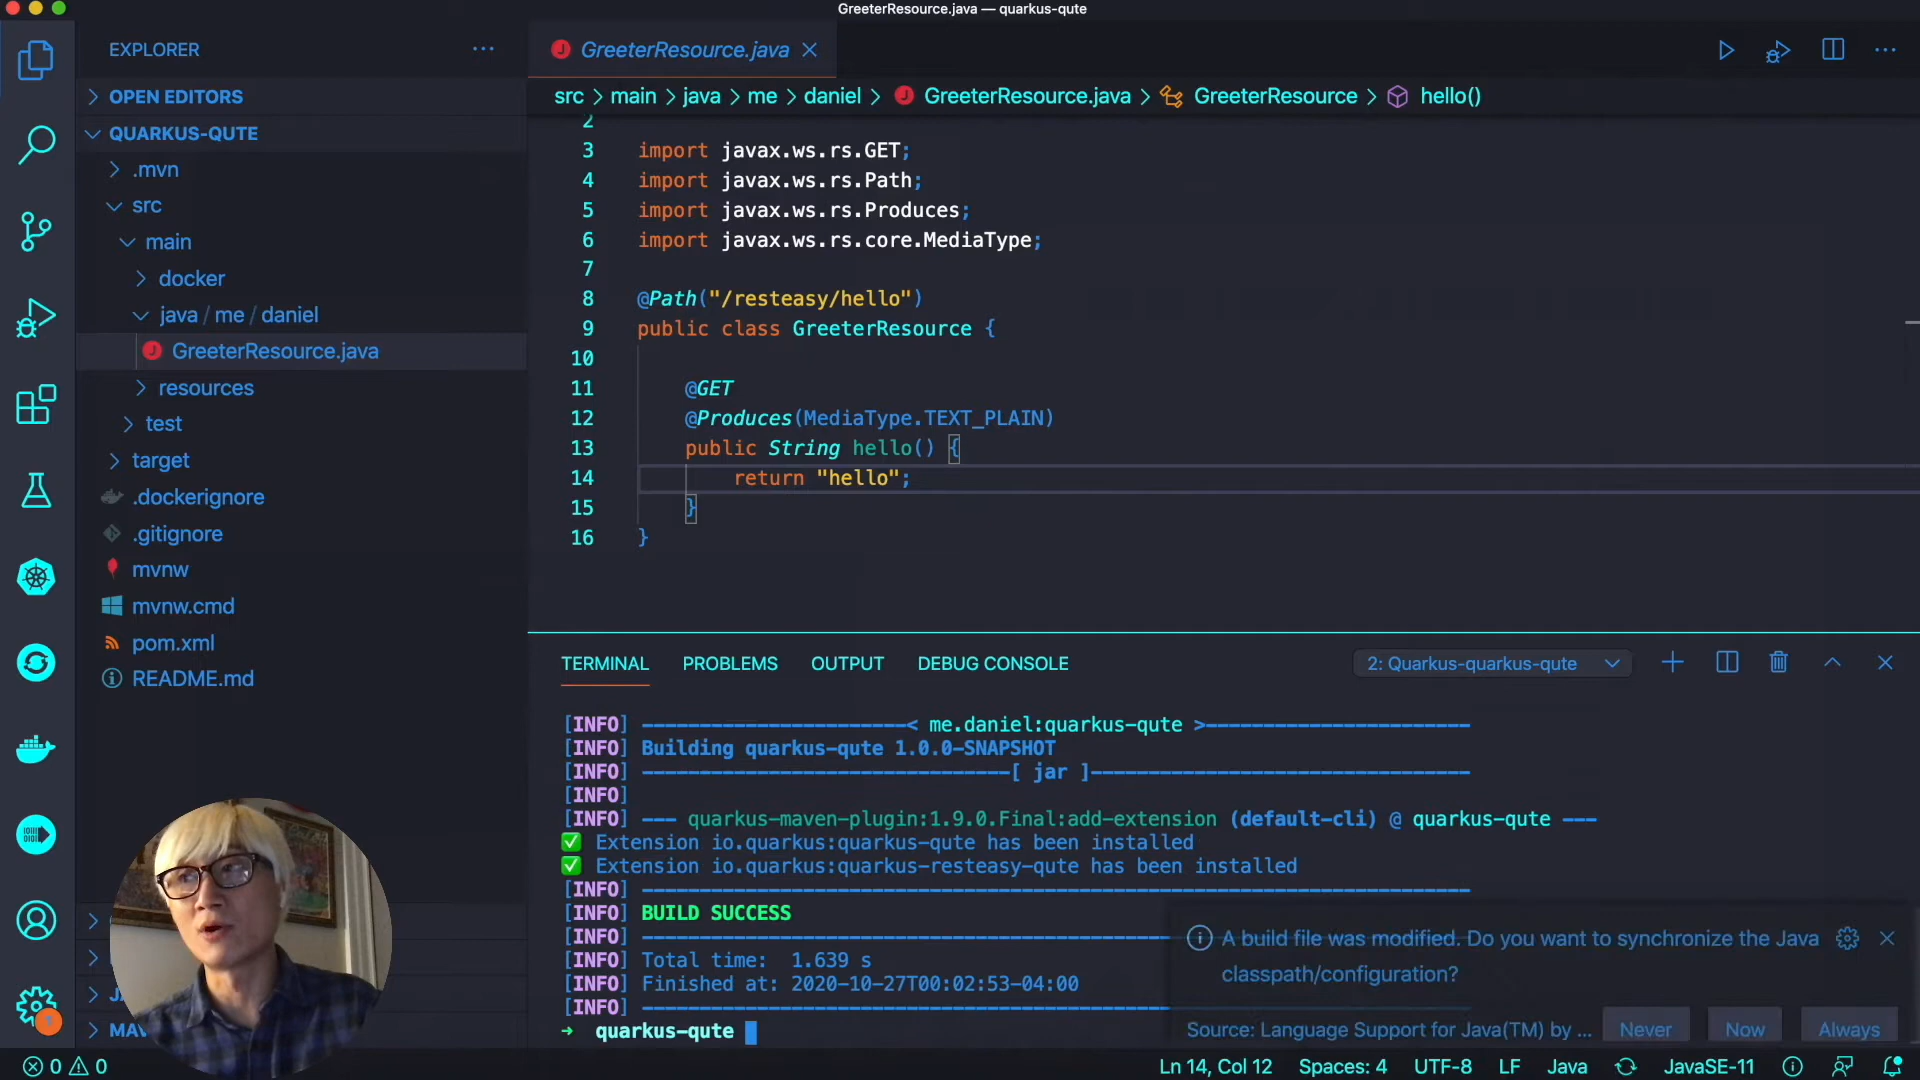 GreeterResource.java — quarkus-qute
EXPLORER
OPEN EDITORS
QUARKUS-QUTE
.mvn
src
main
docker
java / me / daniel
GreeterResource.java
resources
test
target
.dockerignore
.gitignore
mvnw
mvnw.cmd
pom.xml
README.md
GreeterResource.java
src > main > java > me > daniel > GreeterResource.java > GreeterResource > hello()
2
3 import javax.ws.rs.GET;
4 import javax.ws.rs.Path;
5 import javax.ws.rs.Produces;
6 import javax.ws.rs.core.MediaType;
7
8 @Path("/resteasy/hello")
9 public class GreeterResource {
10
11 @GET
12 @Produces(MediaType.TEXT_PLAIN)
13 public String hello() {
14 return "hello";
15 }
16 }
TERMINAL PROBLEMS OUTPUT DEBUG CONSOLE 2: Quarkus-quarkus-qute
[INFO] -----------------------< me.daniel:quarkus-qute >-----------------------
[INFO] Building quarkus-qute 1.0.0-SNAPSHOT
[INFO] --------------------------------[ jar ]---------------------------------
[INFO]
[INFO] --- quarkus-maven-plugin:1.9.0.Final:add-extension (default-cli) @ quarkus-qute ---
✅ Extension io.quarkus:quarkus-qute has been installed
✅ Extension io.quarkus:quarkus-resteasy-qute has been installed
[INFO] ------------------------------------------------------------------------
[INFO] BUILD SUCCESS
[INFO] ------------------------------------------------------------------------
[INFO] Total time: 1.639 s
[INFO] Finished at: 2020-10-27T00:02:53-04:00
[INFO] ------------------------------------------------------------------------
→ quarkus-qute
A build file was modified. Do you want to synchronize the Java
classpath/configuration?
Source: Language Support for Java(TM) by ... Never Now Always
0 0 Ln 14, Col 12 Spaces: 4 UTF-8 LF Java JavaSE-11